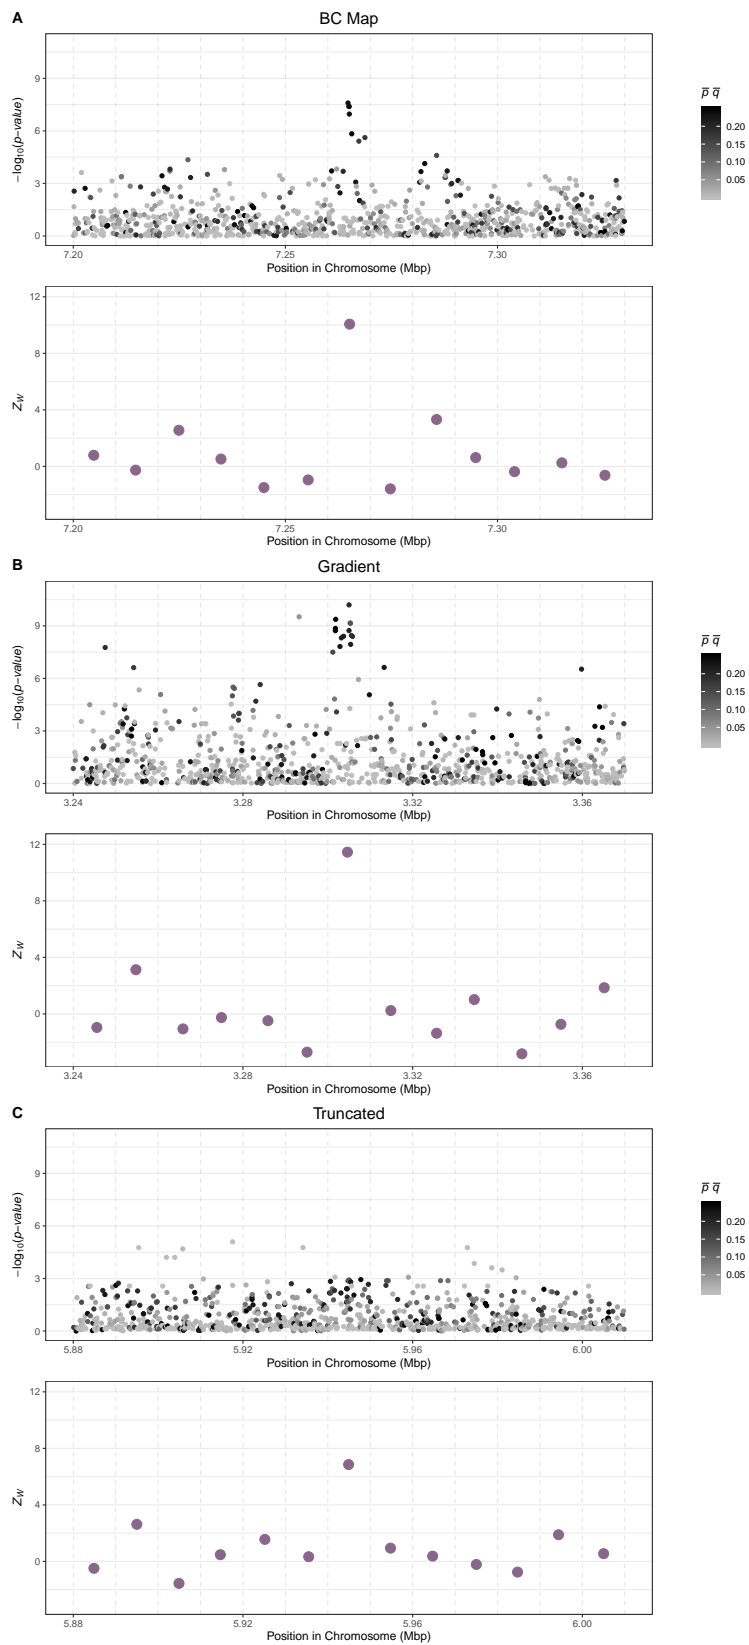 A
BC Map
9
6
3
0
−log10(p−value)
7.20
7.25
7.30
Position in Chromosome (Mbp)
p̅ q̅
0.20
0.15
0.05
12
8
4
0
ZW
7.20
7.25
7.30
Position in Chromosome (Mbp)
B
Gradient
9
6
3
0
−log10(p−value)
3.24
3.28
3.32
3.36
Position in Chromosome (Mbp)
p̅ q̅
0.20
0.15
0.05
12
8
4
0
ZW
3.24
3.28
3.32
3.36
Position in Chromosome (Mbp)
C
Truncated
9
6
3
0
−log10(p−value)
5.88
5.92
5.96
6.00
Position in Chromosome (Mbp)
p̅ q̅
0.20
0.15
0.10
0.05
12
8
4
0
ZW
5.88
5.92
5.96
6.00
Position in Chromosome (Mbp)